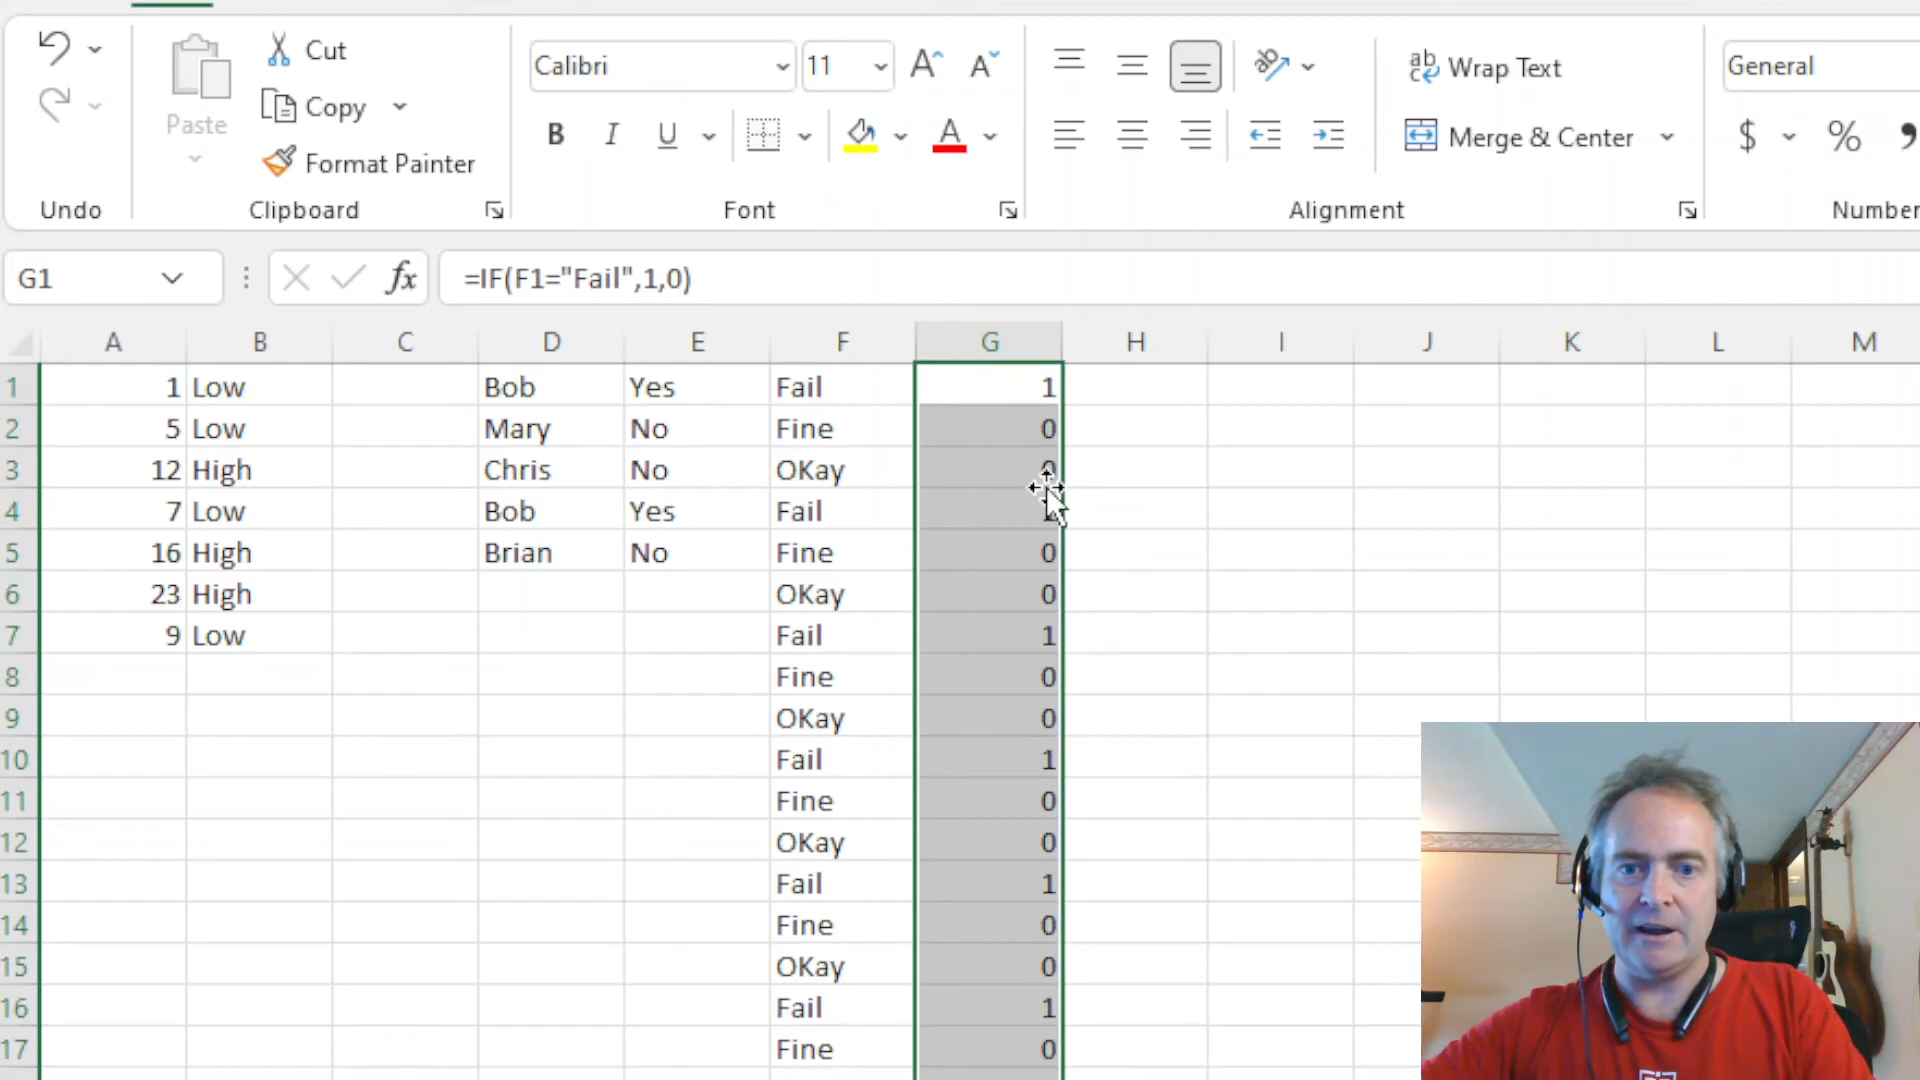 Cut
Calibri 11 A A ab Wrap Text General
Paste Copy
B I U A Merge & Center $ % ,
Format Painter
Undo Clipboard Font Alignment Number
G1 fx =IF(F1="Fail",1,0)
A B C D E F G H I J K L M
1 1 Low Bob Yes Fail 1
2 5 Low Mary No Fine 0
3 12 High Chris No OKay
4 7 Low Bob Yes Fail
5 16 High Brian No Fine 0
6 23 High OKay 0
7 9 Low Fail 1
8 Fine 0
9 OKay 0
10 Fail 1
11 Fine 0
12 OKay 0
13 Fail 1
14 Fine 0
15 OKay 0
16 Fail 1
17 Fine 0